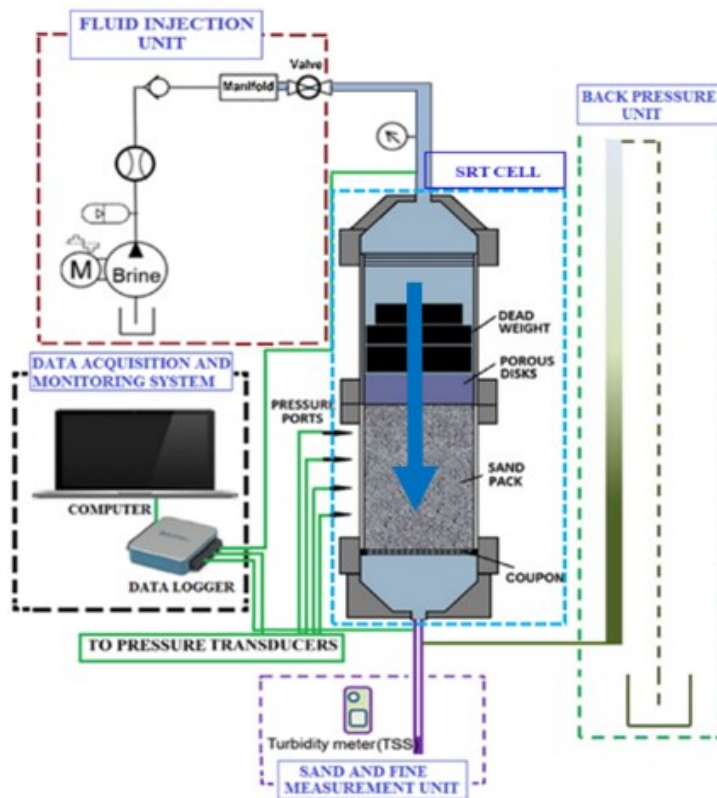 FLUID INJECTION
UNIT
Valve
Manifold
BACK PRESSURE
UNIT
SRT CELL
M
Brine
DEAD
WEIGHT
POROUS
DISKS
DATA ACQUISITION AND
MONITORING SYSTEM
PRESSURE
PORTS
SAND
PACK
COMPUTER
DATA LOGGER
COUPON
TO PRESSURE TRANSDUCERS
Turbidity meter(TSS)
SAND AND FINE
MEASUREMENT UNIT